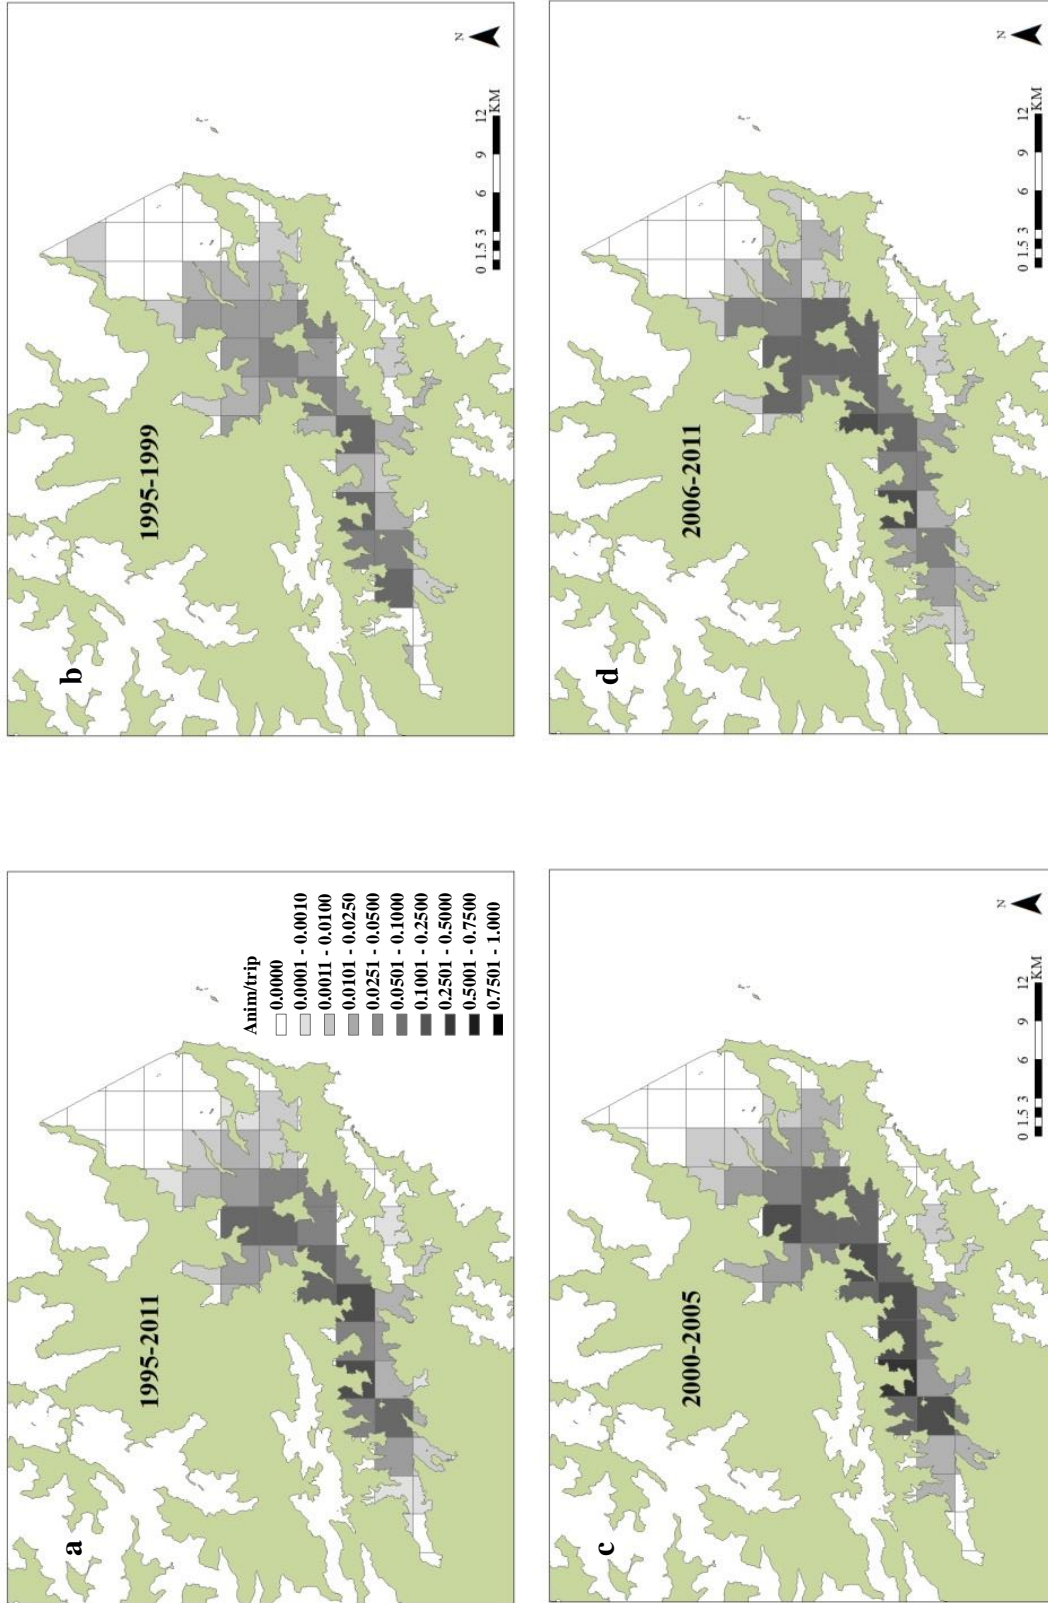 a
1995-2011
Anim/trip
0.0000
0.0001 - 0.0010
0.0011 - 0.0100
0.0101 - 0.0250
0.0251 - 0.0500
0.0501 - 0.1000
0.1001 - 0.2500
0.2501 - 0.5000
0.5001 - 0.7500
0.7501 - 1.000
b
1995-1999
N
0 1.5 3 6 9 12
KM
c
2000-2005
N
0 1.5 3 6 9 12
KM
d
2006-2011
N
0 1.5 3 6 9 12
KM